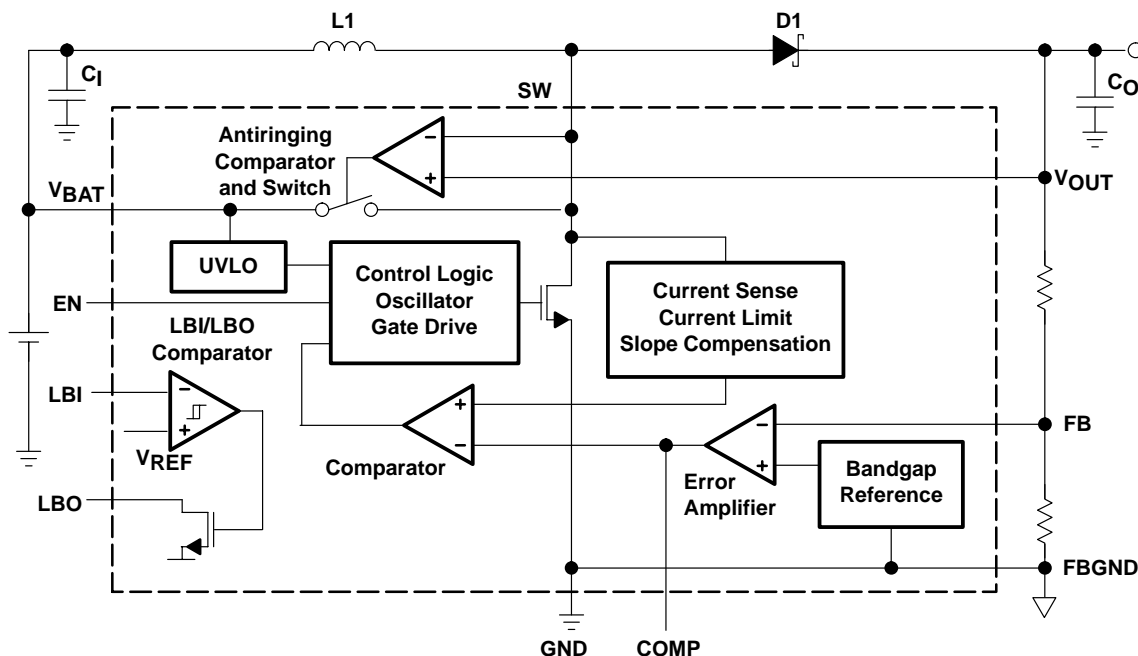 L1
D1
CI
SW
CO
Antiringing
Comparator
and Switch
−
+
VBAT
VOUT
UVLO
Control Logic
Oscillator
Gate Drive
Current Sense
Current Limit
Slope Compensation
EN
LBI/LBO
Comparator
LBI
−
+
VREF
+
−
Comparator
−
+
FB
Error
Amplifier
Bandgap
Reference
LBO
FBGND
GND
COMP